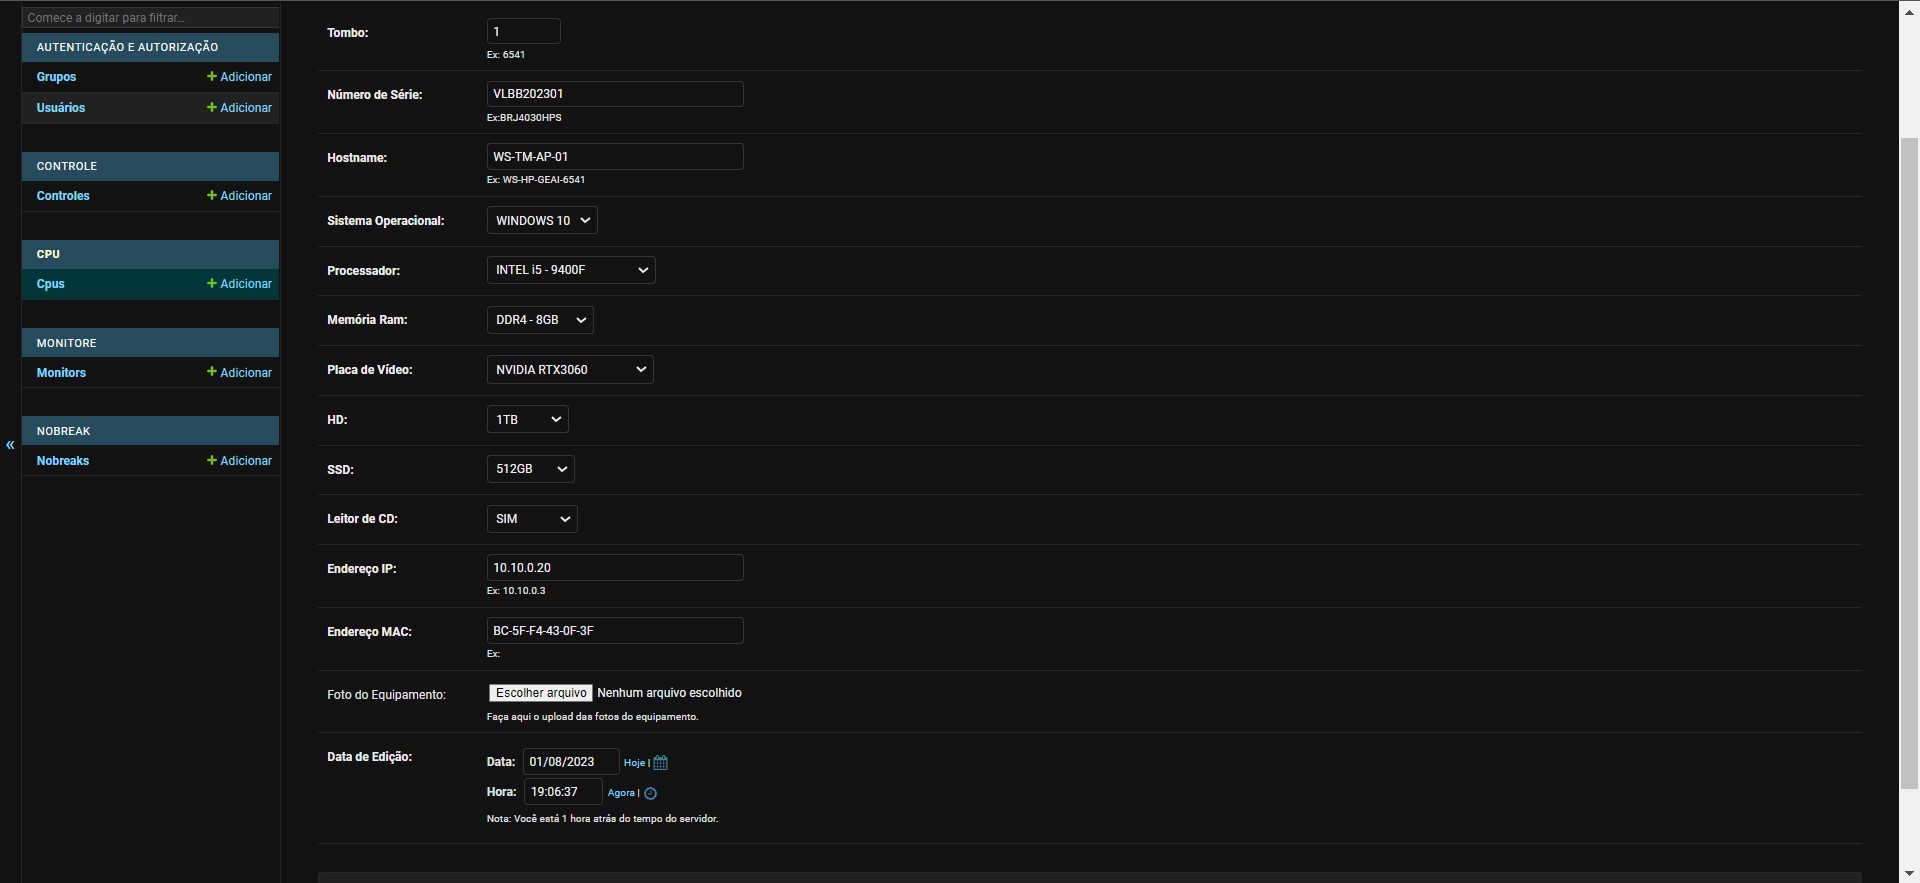 Comece a digitar para filtrar...
AUTENTICAÇÃO E AUTORIZAÇÃO
Grupos + Adicionar
Usuários + Adicionar
CONTROLE
Controles + Adicionar
CPU
Cpus + Adicionar
MONITORE
Monitors + Adicionar
NOBREAK
Nobreaks + Adicionar
«
Tombo: 1
Ex: 6541
Número de Série: VLBB202301
Ex:BRJ4030HPS
Hostname: WS-TM-AP-01
Ex: WS-HP-GEAI-6541
Sistema Operacional: WINDOWS 10
Processador: INTEL i5 - 9400F
Memória Ram: DDR4 - 8GB
Placa de Vídeo: NVIDIA RTX3060
HD: 1TB
SSD: 512GB
Leitor de CD: SIM
Endereço IP: 10.10.0.20
Ex: 10.10.0.3
Endereço MAC: BC-5F-F4-43-0F-3F
Ex:
Foto do Equipamento: Escolher arquivo Nenhum arquivo escolhido
Faça aqui o upload das fotos do equipamento.
Data de Edição: Data: 01/08/2023 Hoje |
Hora: 19:06:37 Agora |
Nota: Você está 1 hora atrás do tempo do servidor.